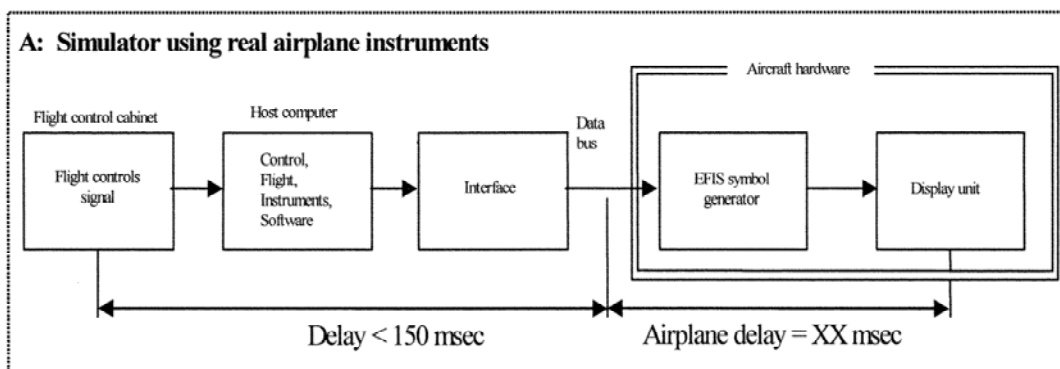 A: Simulator using real airplane instruments
Aircraft hardware
Flight control cabinet
Host computer
Data
bus
Flight controls
signal
Control,
Flight,
Instruments,
Software
Interface
EFIS symbol
generator
Display unit
Delay < 150 msec
Airplane delay = XX msec